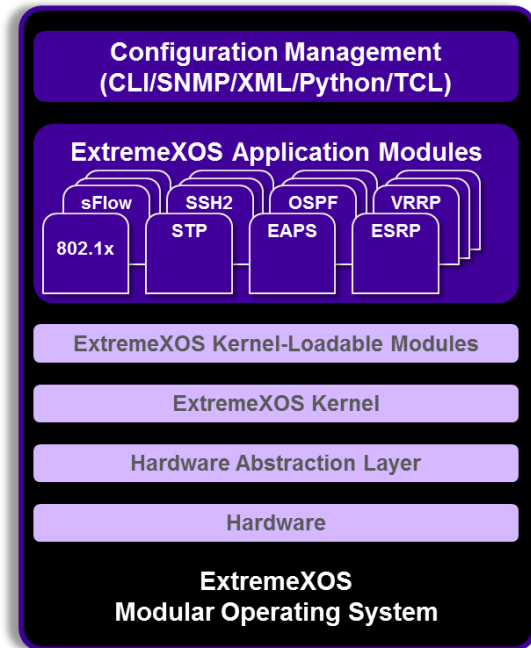 Configuration Management
(CLI/SNMP/XML/Python/TCL)
ExtremeXOS Application Modules
sFlow SSH2 OSPF VRRP
802.1x STP EAPS ESRP
ExtremeXOS Kernel-Loadable Modules
ExtremeXOS Kernel
Hardware Abstraction Layer
Hardware
ExtremeXOS
Modular Operating System